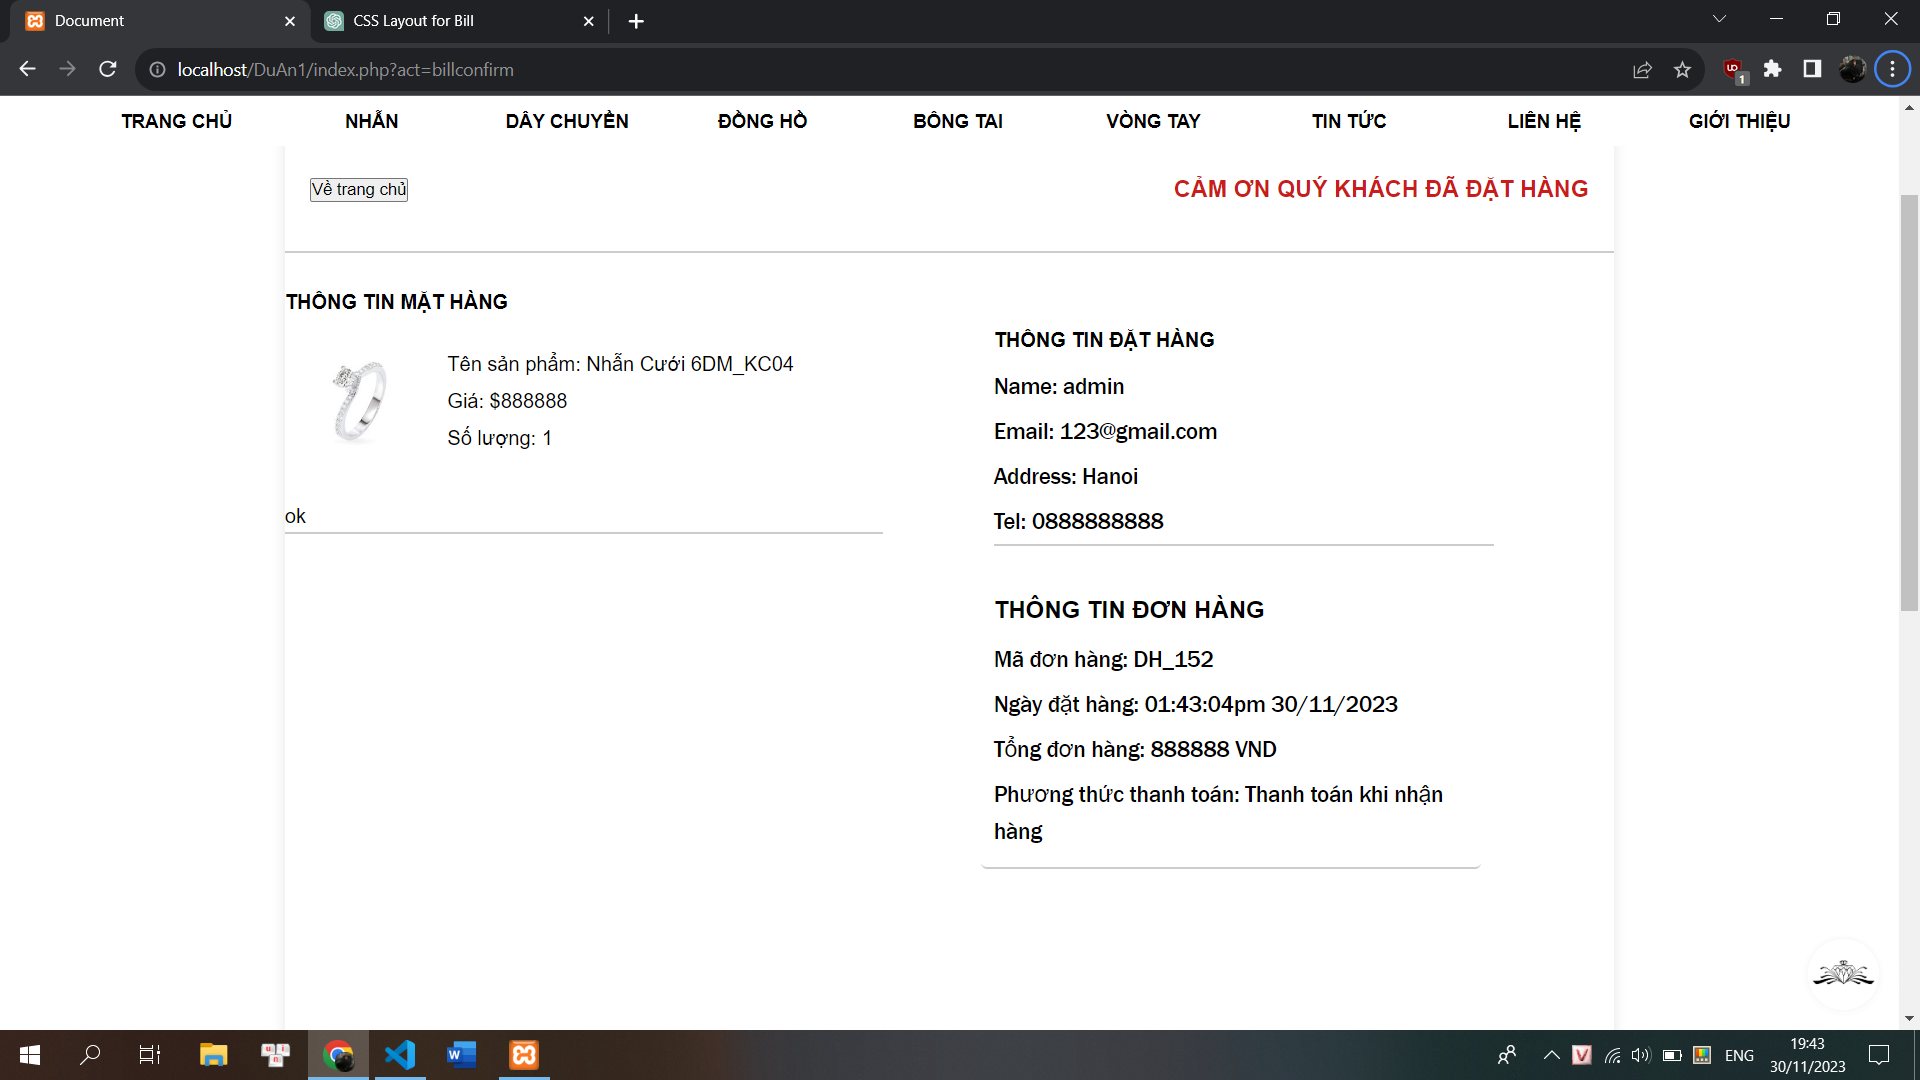 Document
CSS Layout for Bill
localhost/DuAn1/index.php?act=billconfirm
1
TRANG CHỦ NHẪN DÂY CHUYỀN ĐỒNG HỒ BÔNG TAI VÒNG TAY TIN TỨC LIÊN HỆ GIỚI THIỆU
Về trang chủ
CẢM ƠN QUÝ KHÁCH ĐÃ ĐẶT HÀNG
THÔNG TIN MẶT HÀNG
Tên sản phẩm: Nhẫn Cưới 6DM_KC04
Giá: $888888
Số lượng: 1
ok
THÔNG TIN ĐẶT HÀNG
Name: admin
Email: 123@gmail.com
Address: Hanoi
Tel: 0888888888
THÔNG TIN ĐƠN HÀNG
Mã đơn hàng: DH_152
Ngày đặt hàng: 01:43:04pm 30/11/2023
Tổng đơn hàng: 888888 VND
Phương thức thanh toán: Thanh toán khi nhận
hàng
ENG
19:43
30/11/2023